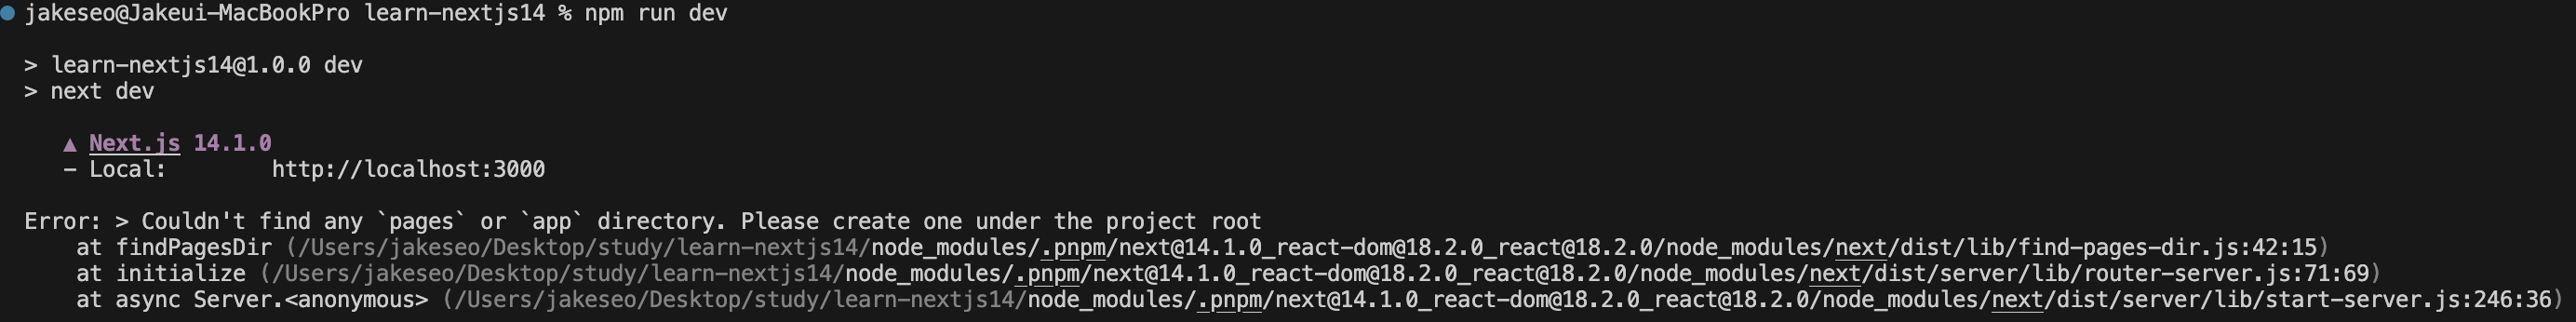 jakeseo@Jakeui-MacBookPro learn-nextjs14 % npm run dev
> learn-nextjs14@1.0.0 dev
> next dev
▲ Next.js 14.1.0
- Local:        http://localhost:3000
Error: > Couldn't find any `pages` or `app` directory. Please create one under the project root
    at findPagesDir (/Users/jakeseo/Desktop/study/learn-nextjs14/node_modules/.pnpm/next@14.1.0_react-dom@18.2.0_react@18.2.0/node_modules/next/dist/lib/find-pages-dir.js:42:15)
    at initialize (/Users/jakeseo/Desktop/study/learn-nextjs14/node_modules/.pnpm/next@14.1.0_react-dom@18.2.0_react@18.2.0/node_modules/next/dist/server/lib/router-server.js:71:69)
    at async Server.<anonymous> (/Users/jakeseo/Desktop/study/learn-nextjs14/node_modules/.pnpm/next@14.1.0_react-dom@18.2.0_react@18.2.0/node_modules/next/dist/server/lib/start-server.js:246:36)